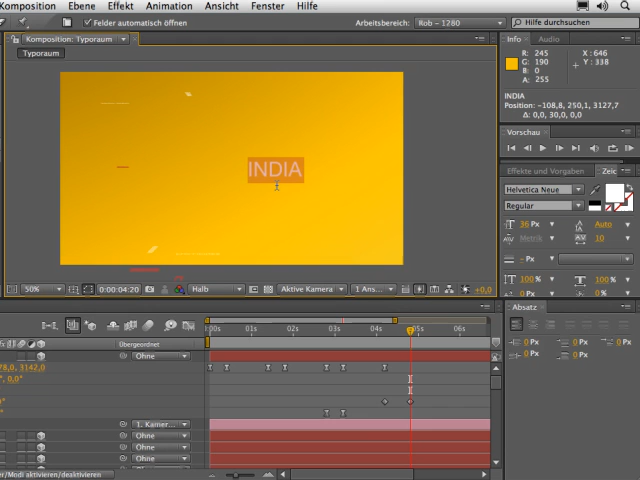 Komposition Ebene Effekt Animation Ansicht Fenster Hilfe
Felder automatisch öffnen
Arbeitsbereich: Rob - 1280
Hilfe durchsuchen
Komposition: Typoraum
Typoraum
Info Audio
R: 245
G: 190
B: 0
A: 255
X: 646
Y: 338
INDIA
Position: -108,8, 250,1, 3127,7
Δ: 0,0, 30,0, 0,0
Vorschau
Effekte und Vorgaben Zeic
Helvetica Neue
Regular
36 Px Auto
Metrik 10
- Px
100 % 100 %
0 Px 0 %
INDIA
50% 0:00:04:20 Halb Aktive Kamera 1 Ans... +0,0
Absatz
0 Px 0 Px 0 Px
0 Px 0 Px
:00s 01s 02s 03s 04s 05s 06s
Übergeordnet
Ohne
78,0, 3142,0
°, 0,0°
1. Kamer...
Ohne
Ohne
Ohne
er/Modi aktivieren/deaktivieren